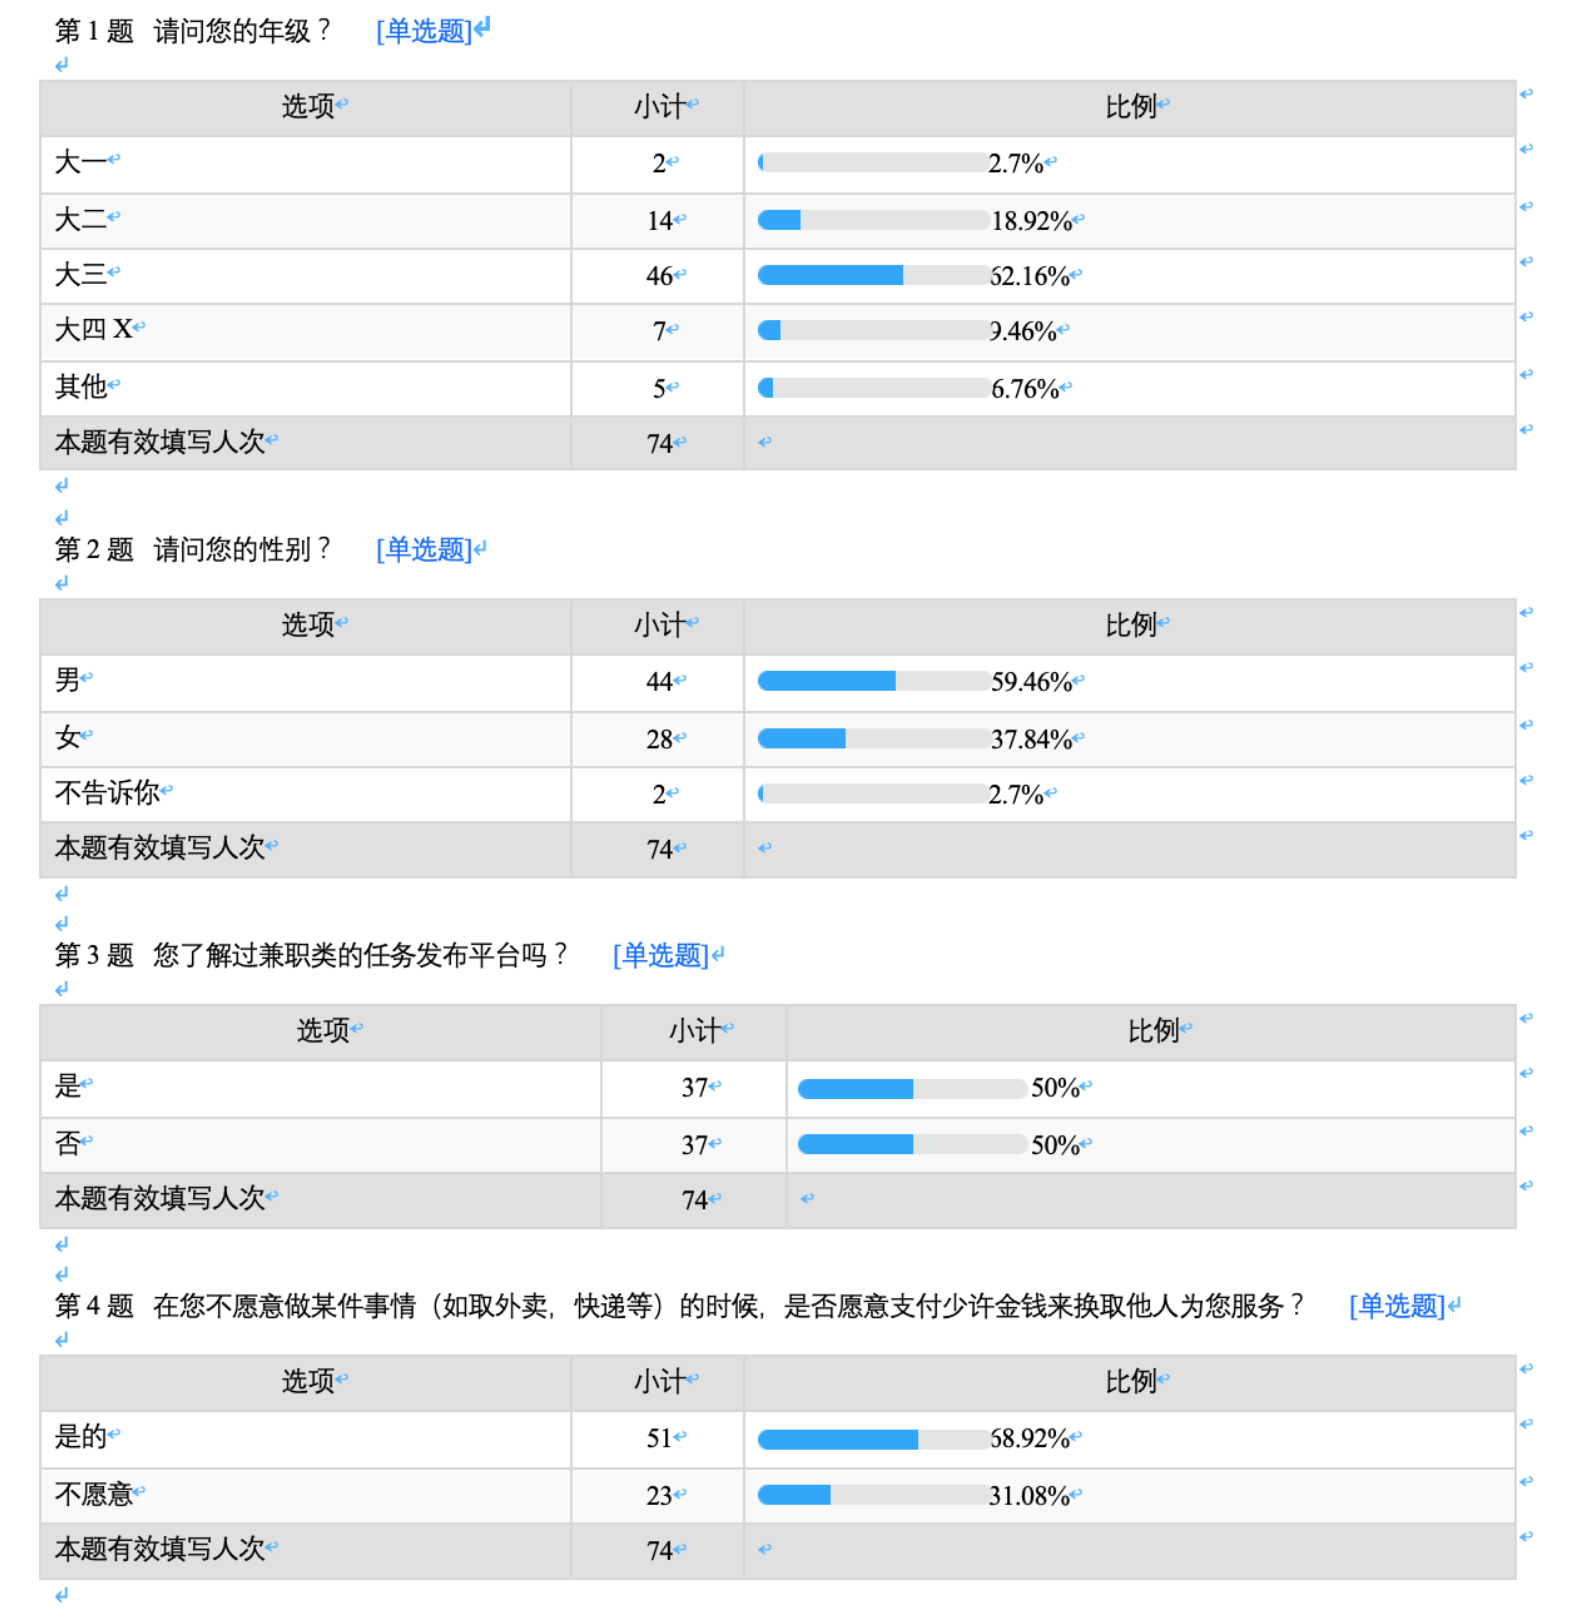 第 1 题 请问您的年级？ [单选题]
选项 小计 比例
大一 2 2.7%
大二 14 18.92%
大三 46 62.16%
大四 X 7 9.46%
其他 5 6.76%
本题有效填写人次 74
第 2 题 请问您的性别？ [单选题]
选项 小计 比例
男 44 59.46%
女 28 37.84%
不告诉你 2 2.7%
本题有效填写人次 74
第 3 题 您了解过兼职类的任务发布平台吗？ [单选题]
选项 小计 比例
是 37 50%
否 37 50%
本题有效填写人次 74
第 4 题 在您不愿意做某件事情（如取外卖，快递等）的时候，是否愿意支付少许金钱来换取他人为您服务？ [单选题]
选项 小计 比例
是的 51 68.92%
不愿意 23 31.08%
本题有效填写人次 74